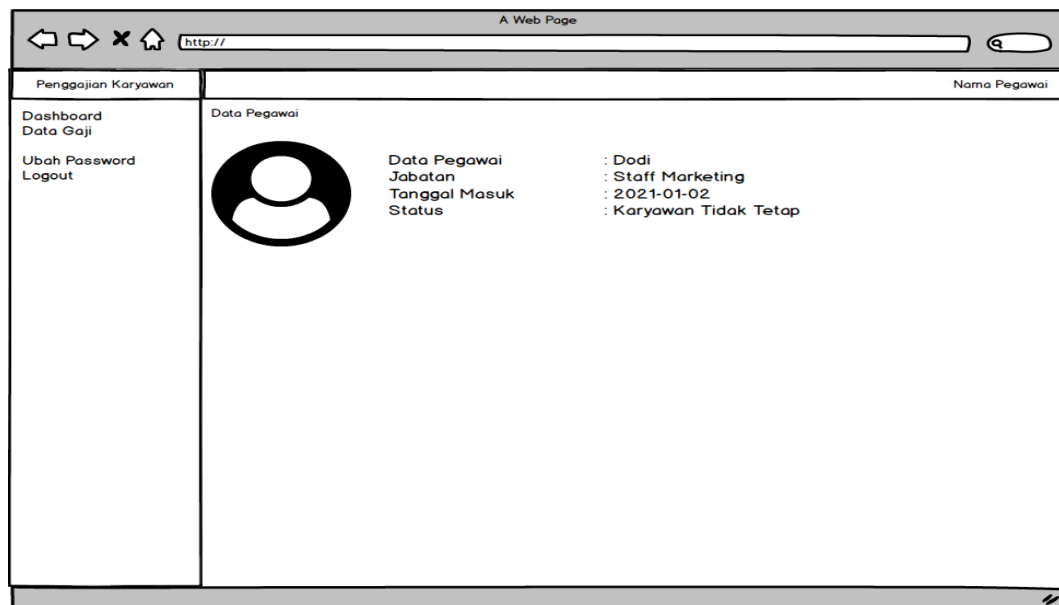 A Web Page
http://
Penggajian Karyawan
Nama Pegawai
Dashboard
Data Gaji
Ubah Password
Logout
Data Pegawai
Data Pegawai : Dodi
Jabatan : Staff Marketing
Tanggal Masuk : 2021-01-02
Status : Karyawan Tidak Tetap